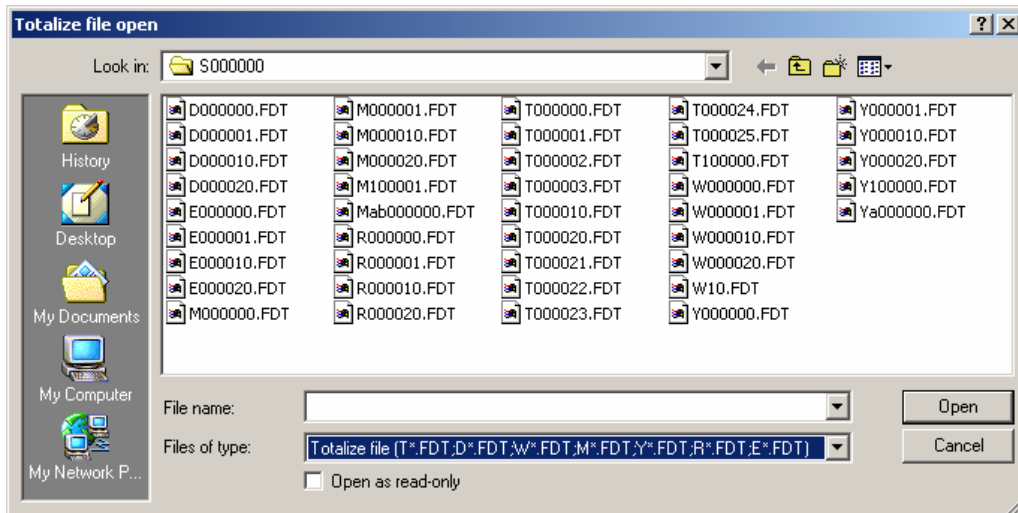 Totalize file open
Look in: S000000
History
Desktop
My Documents
My Computer
My Network P...
D000000.FDT M000001.FDT T000000.FDT T000024.FDT Y000001.FDT
D000001.FDT M000010.FDT T000001.FDT T000025.FDT Y000010.FDT
D000010.FDT M000020.FDT T000002.FDT T100000.FDT Y000020.FDT
D000020.FDT M100001.FDT T000003.FDT W000000.FDT Y100000.FDT
E000000.FDT Mab000000.FDT T000010.FDT W000001.FDT Ya000000.FDT
E000001.FDT R000000.FDT T000020.FDT W000010.FDT
E000010.FDT R000001.FDT T000021.FDT W000020.FDT
E000020.FDT R000010.FDT T000022.FDT W10.FDT
M000000.FDT R000020.FDT T000023.FDT Y000000.FDT
File name: Open
Files of type: Totalize file (T*.FDT;D*.FDT;W*.FDT;M*.FDT;Y*.FDT;R*.FDT;E*.FDT) Cancel
Open as read-only